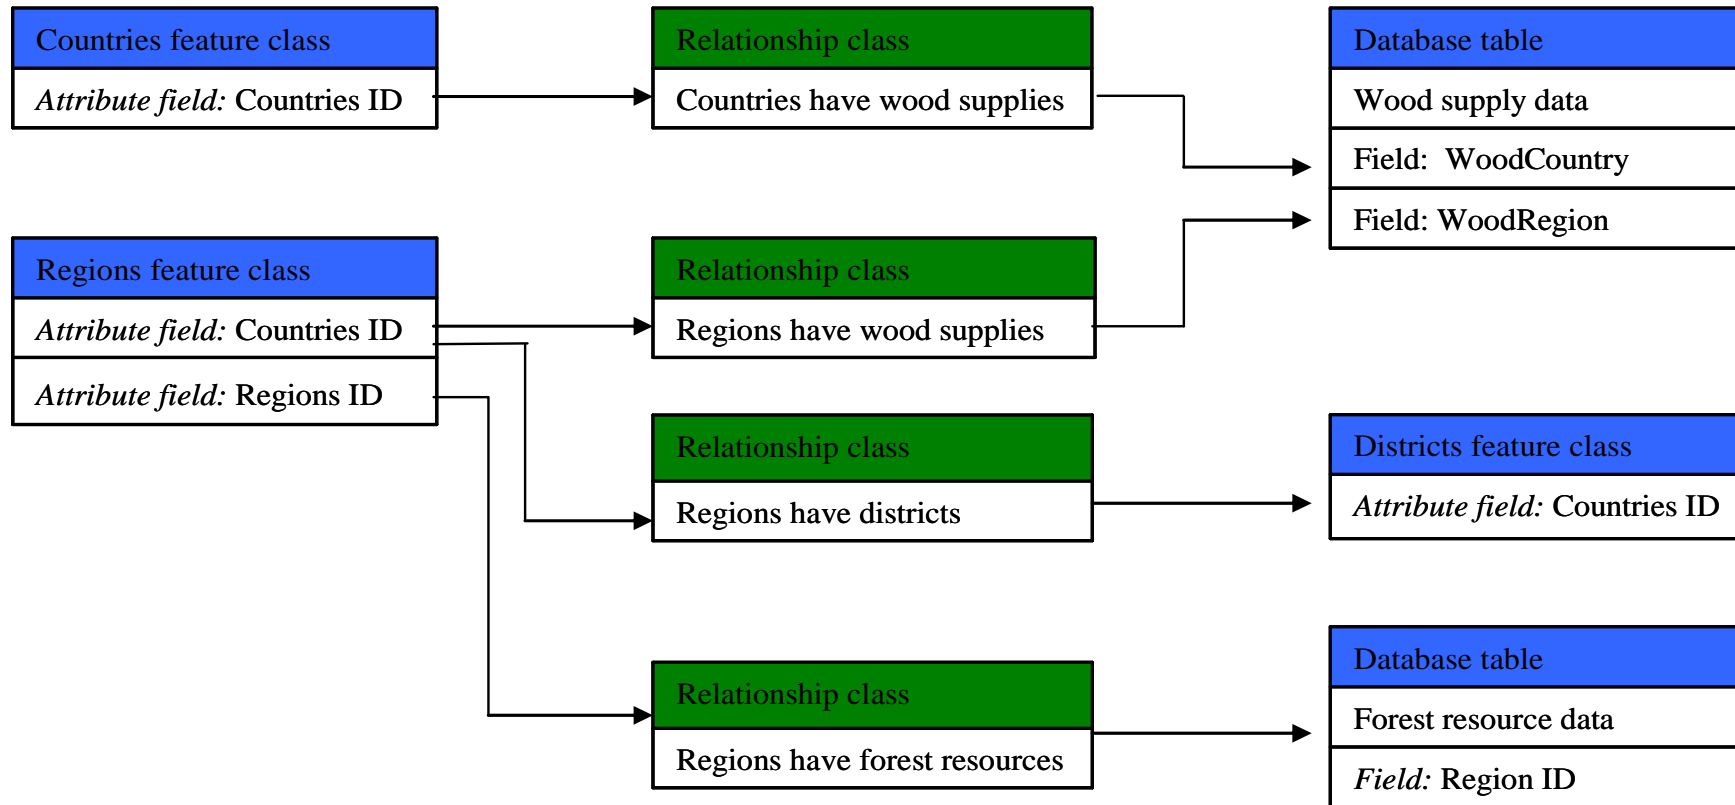 Countries feature class
Attribute field: Countries ID
Relationship class
Countries have wood supplies
Database table
Wood supply data
Field: WoodCountry
Field: WoodRegion
Regions feature class
Attribute field: Countries ID
Attribute field: Regions ID
Relationship class
Regions have wood supplies
Relationship class
Regions have districts
Districts feature class
Attribute field: Countries ID
Relationship class
Regions have forest resources
Database table
Forest resource data
Field: Region ID